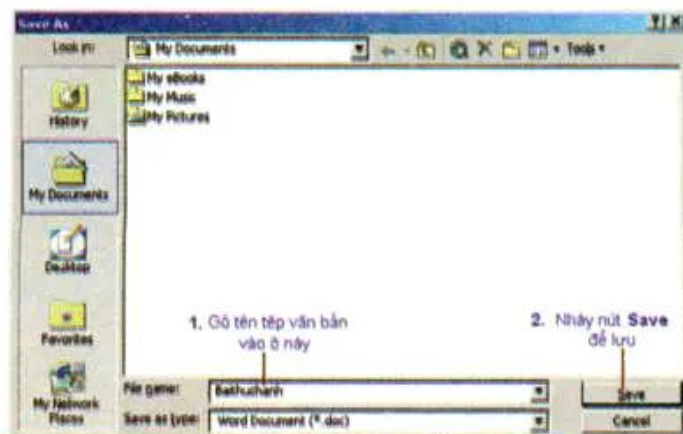 Save As
Look in:
My Documents
Tools
History
My Documents
Desktop
Favorites
My Network
Places
My eBooks
My Music
My Pictures
1. Gõ tên tệp văn bản
vào ô này
2. Nháy nút Save
để lưu
File name:
Baithuchanh
Save
Save as type:
Word Document (*.doc)
Cancel